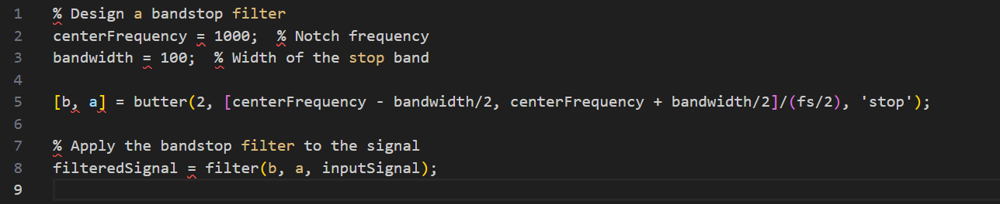 1 % Design a bandstop filter
2 centerFrequency = 1000;  % Notch frequency
3 bandwidth = 100;  % Width of the stop band
4
5 [b, a] = butter(2, [centerFrequency - bandwidth/2, centerFrequency + bandwidth/2]/(fs/2), 'stop');
6
7 % Apply the bandstop filter to the signal
8 filteredSignal = filter(b, a, inputSignal);
9